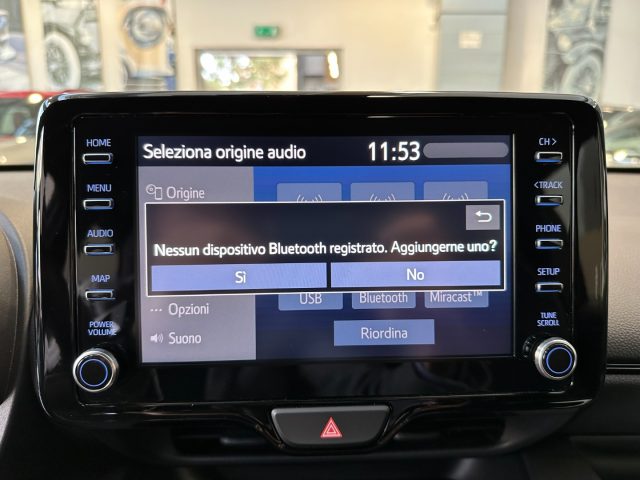 HOME
MENU
AUDIO
MAP
POWER
VOLUME
Seleziona origine audio 11:53
Origine
Nessun dispositivo Bluetooth registrato. Aggiungerne uno?
Sì No
USB Bluetooth Miracast™
Opzioni
Suono
Riordina
CH >
< TRACK
PHONE
SETUP
TUNE
SCROLL